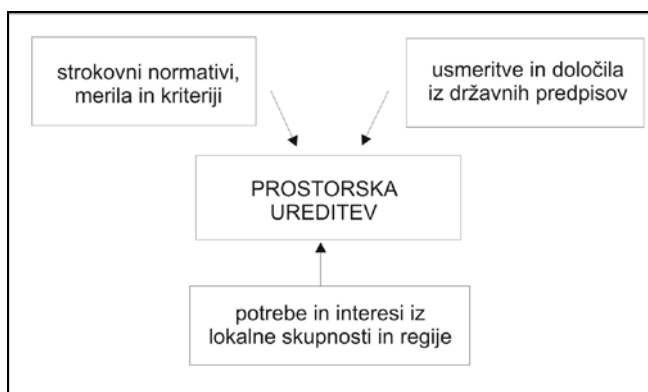 strokovni normativi,
merila in kriteriji
usmeritve in določila
iz državnih predpisov
PROSTORSKA
UREDITEV
potrebe in interesi iz
lokalne skupnosti in regije